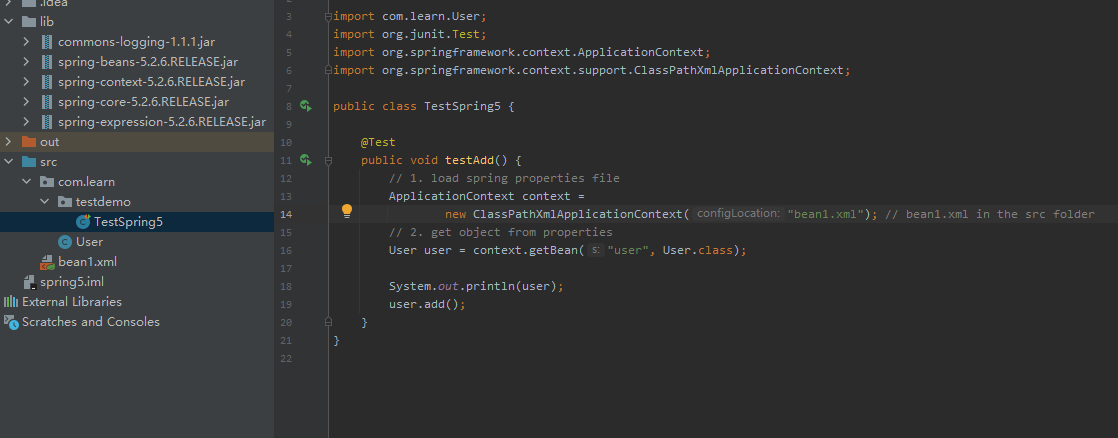 .idea
lib
commons-logging-1.1.1.jar
spring-beans-5.2.6.RELEASE.jar
spring-context-5.2.6.RELEASE.jar
spring-core-5.2.6.RELEASE.jar
spring-expression-5.2.6.RELEASE.jar
out
src
com.learn
testdemo
TestSpring5
User
bean1.xml
spring5.iml
External Libraries
Scratches and Consoles
3 import com.learn.User;
4 import org.junit.Test;
5 import org.springframework.context.ApplicationContext;
6 import org.springframework.context.support.ClassPathXmlApplicationContext;
7
8 public class TestSpring5 {
9
10 @Test
11 public void testAdd() {
12 // 1. load spring properties file
13 ApplicationContext context =
14 new ClassPathXmlApplicationContext( configLocation: "bean1.xml"); // bean1.xml in the src folder
15 // 2. get object from properties
16 User user = context.getBean( s: "user", User.class);
17
18 System.out.println(user);
19 user.add();
20 }
21 }
22